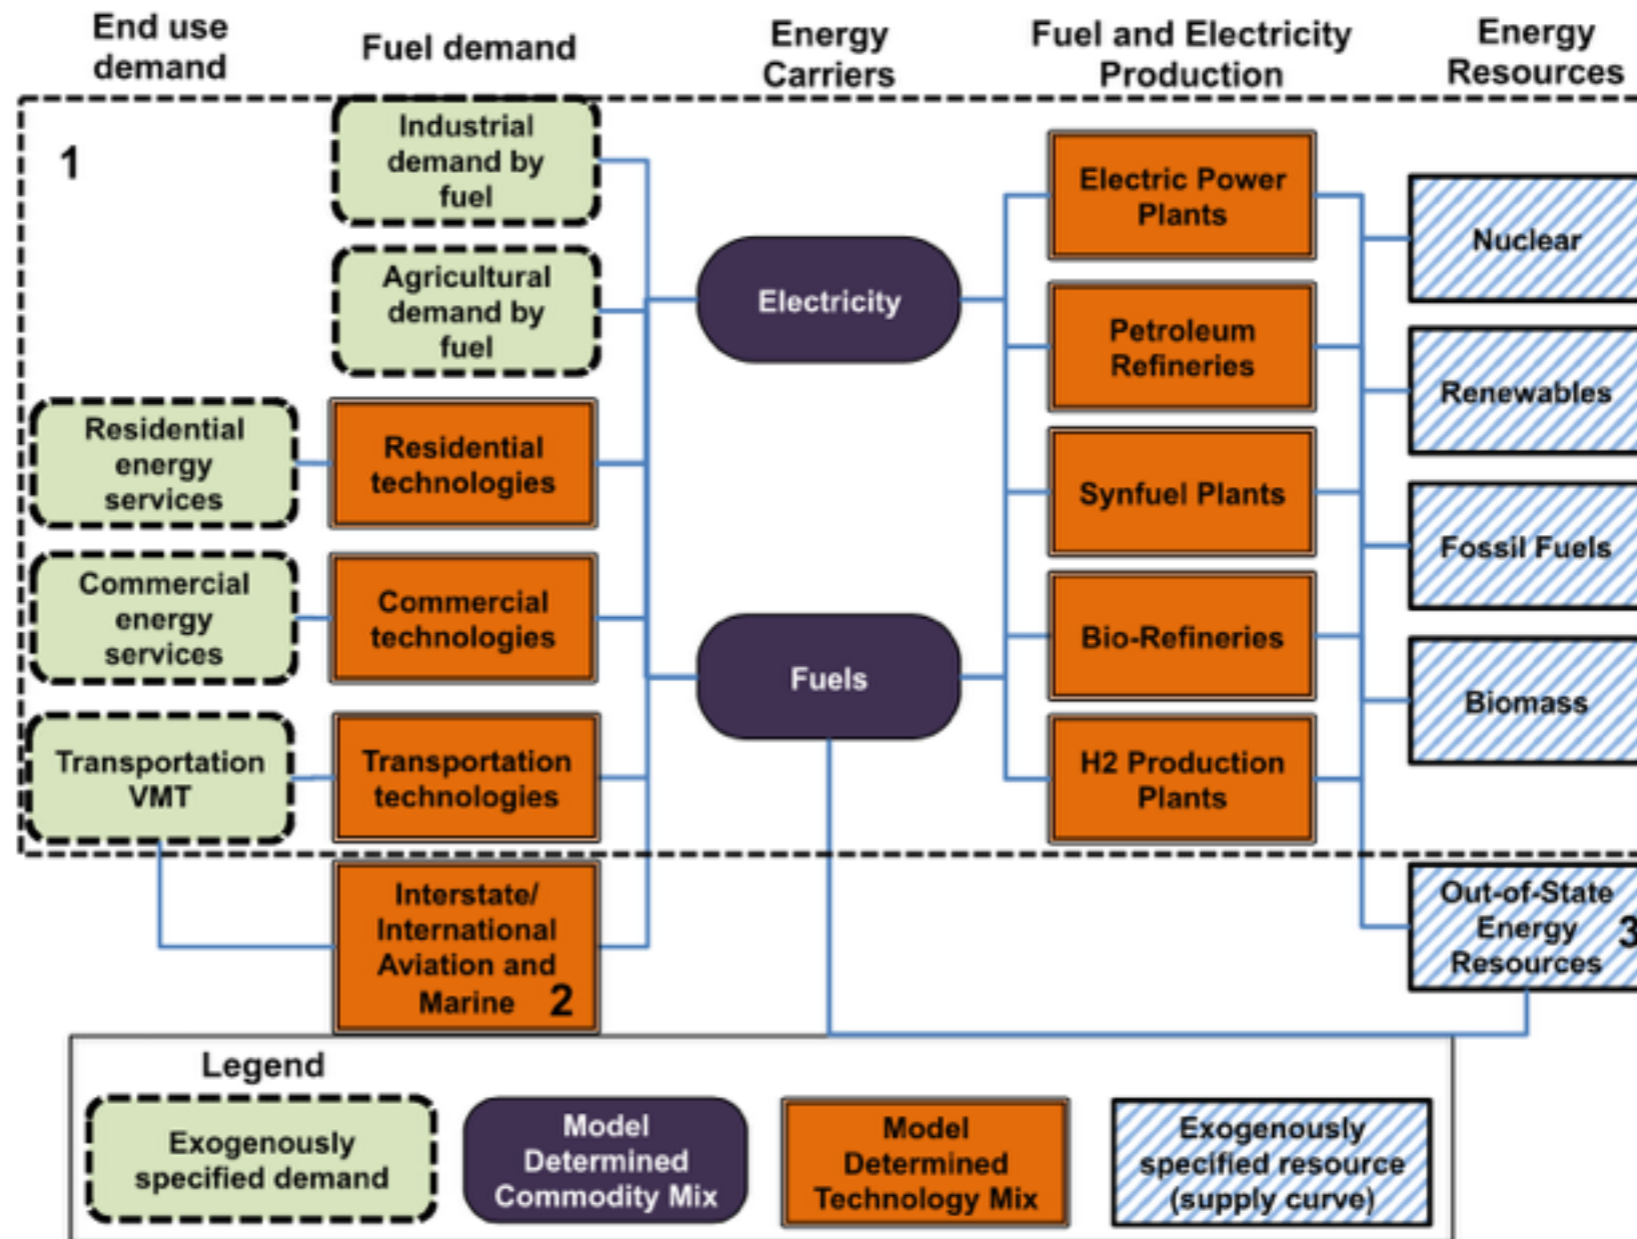 End use
demand
Fuel demand
Energy
Carriers
Fuel and Electricity
Production
Energy
Resources
1
Industrial
demand by
fuel
Agricultural
demand by
fuel
Residential
energy
services
Residential
technologies
Commercial
energy
services
Commercial
technologies
Transportation
VMT
Transportation
technologies
Interstate/
International
Aviation and
Marine 2
Electricity
Fuels
Electric Power
Plants
Petroleum
Refineries
Synfuel Plants
Bio-Refineries
H2 Production
Plants
Nuclear
Renewables
Fossil Fuels
Biomass
Out-of-State
Energy 3
Resources
Legend
Exogenously
specified demand
Model
Determined
Commodity Mix
Model
Determined
Technology Mix
Exogenously
specified resource
(supply curve)